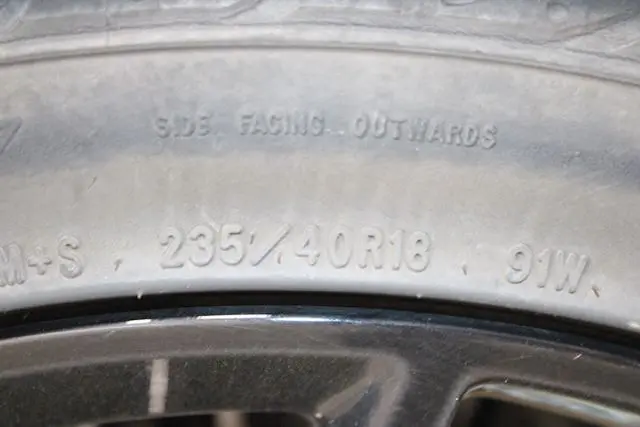 SIDE FACING OUTWARDS
M+S 235/40R18 91W